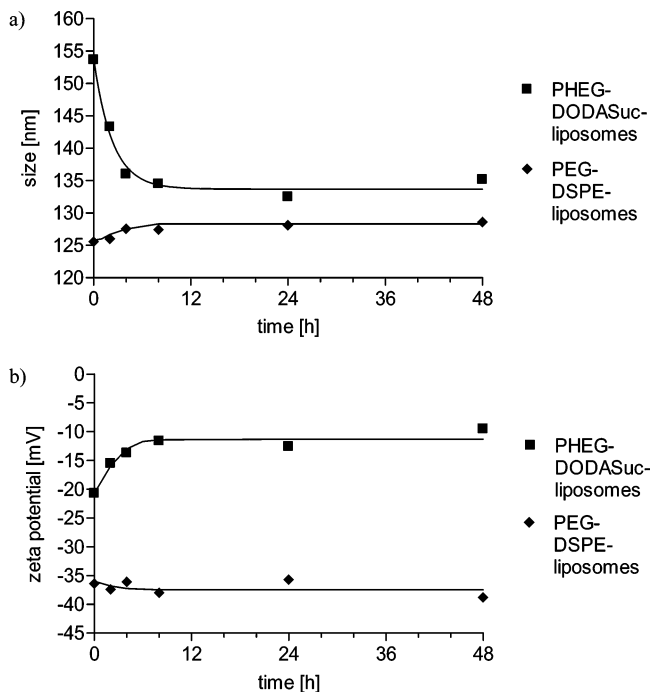 a)
160
155
150
145
140
135
130
125
120
size [nm]
0 12 24 36 48
time [h]
PHEG-
DODASuc-
liposomes
PEG-
DSPE-
liposomes
b)
-0
-5
-10
-15
-20
-25
-30
-35
-40
-45
zeta potential [mV]
0 12 24 36 48
time [h]
PHEG-
DODASuc-
liposomes
PEG-
DSPE-
liposomes